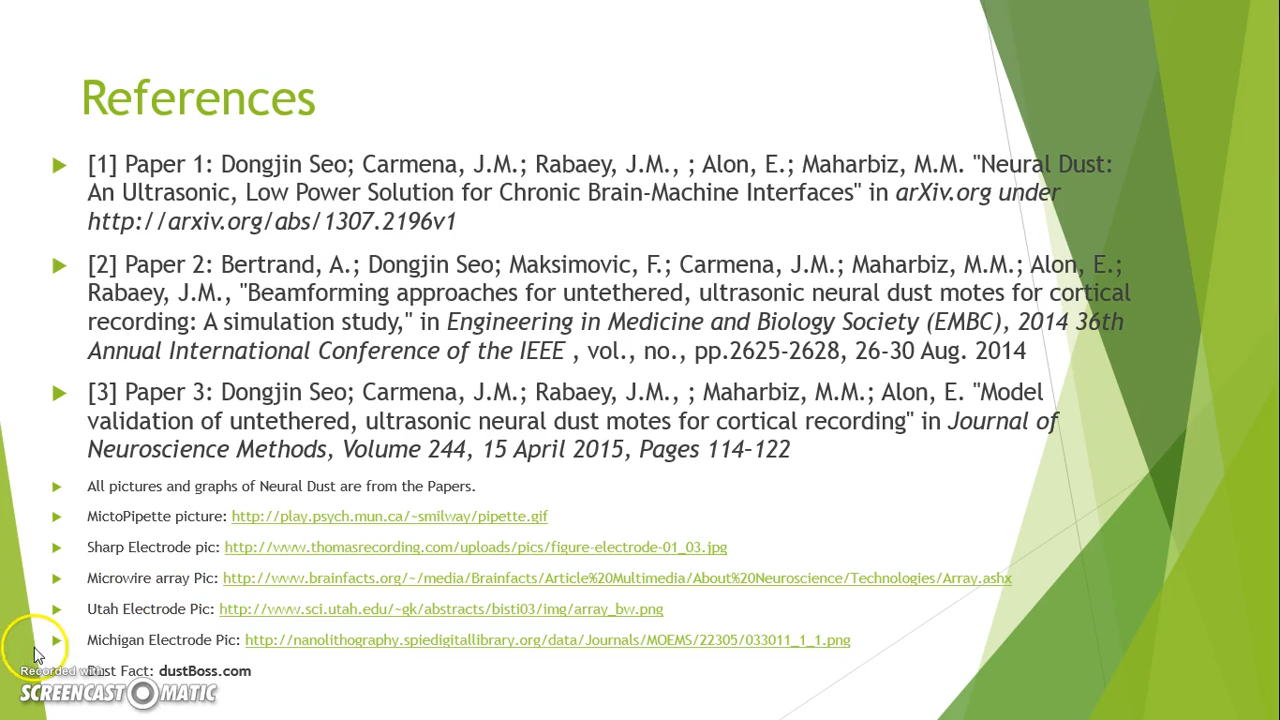 References
[1] Paper 1: Dongjin Seo; Carmena, J.M.; Rabaey, J.M., ; Alon, E.; Maharbiz, M.M. "Neural Dust:
An Ultrasonic, Low Power Solution for Chronic Brain-Machine Interfaces" in arXiv.org under
http://arxiv.org/abs/1307.2196v1
[2] Paper 2: Bertrand, A.; Dongjin Seo; Maksimovic, F.; Carmena, J.M.; Maharbiz, M.M.; Alon, E.;
Rabaey, J.M., "Beamforming approaches for untethered, ultrasonic neural dust motes for cortical
recording: A simulation study," in Engineering in Medicine and Biology Society (EMBC), 2014 36th
Annual International Conference of the IEEE , vol., no., pp.2625-2628, 26-30 Aug. 2014
[3] Paper 3: Dongjin Seo; Carmena, J.M.; Rabaey, J.M., ; Maharbiz, M.M.; Alon, E. "Model
validation of untethered, ultrasonic neural dust motes for cortical recording" in Journal of
Neuroscience Methods, Volume 244, 15 April 2015, Pages 114–122
All pictures and graphs of Neural Dust are from the Papers.
MictoPipette picture: http://play.psych.mun.ca/~smilway/pipette.gif
Sharp Electrode pic: http://www.thomasrecording.com/uploads/pics/figure-electrode-01_03.jpg
Microwire array Pic: http://www.brainfacts.org/~/media/Brainfacts/Article%20Multimedia/About%20Neuroscience/Technologies/Array.ashx
Utah Electrode Pic: http://www.sci.utah.edu/~gk/abstracts/bisti03/img/array_bw.png
Michigan Electrode Pic: http://nanolithography.spiedigitallibrary.org/data/Journals/MOEMS/22305/033011_1_1.png
Dust Fact: dustBoss.com
Recorded with
SCREENCAST MATIC